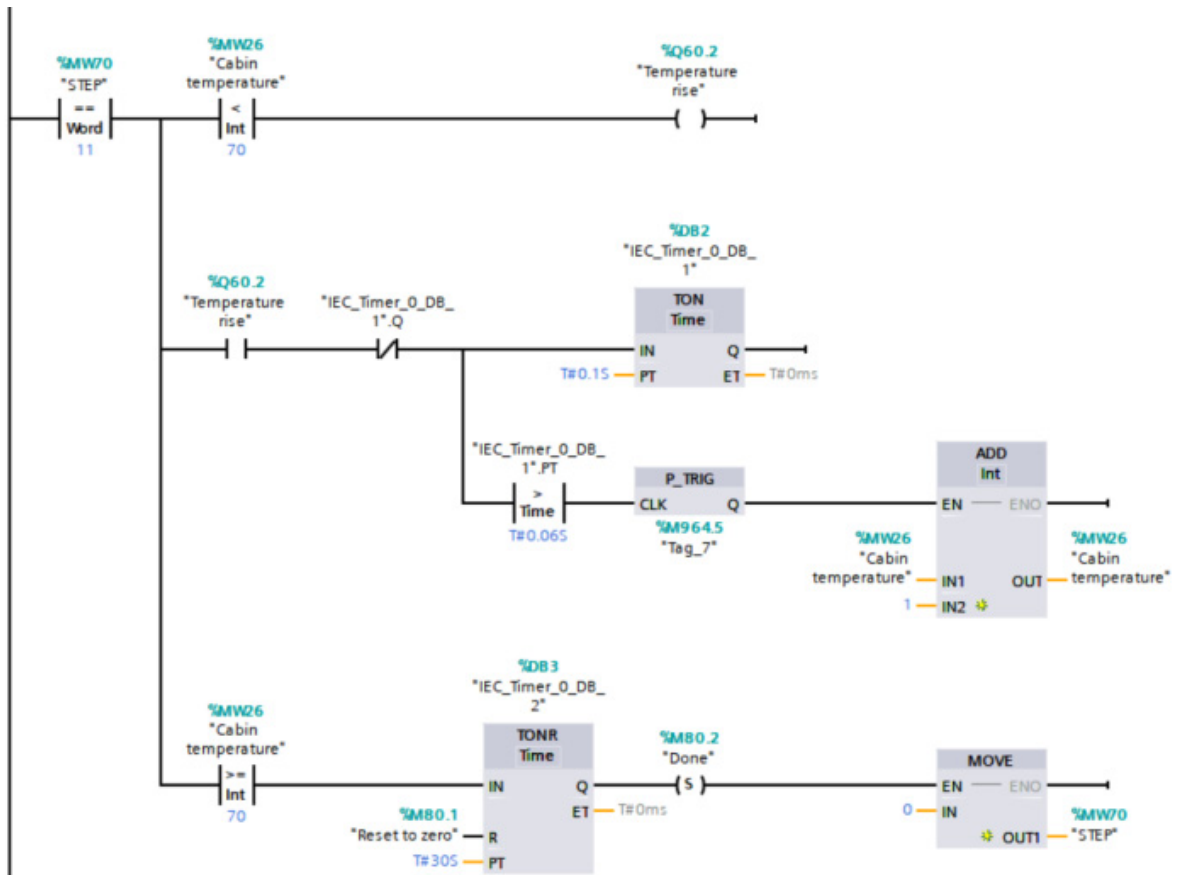 %MW70
"STEP"
==
Word
11
%MW26
"Cabin
temperature"
<
Int
70
%Q60.2
"Temperature
rise"
( )
%Q60.2
"Temperature
rise"
"IEC_Timer_0_DB_
1".Q
%DB2
"IEC_Timer_0_DB_
1"
TON
Time
IN Q
T#0.1S PT ET T#0ms
"IEC_Timer_0_DB_
1".PT
>
Time
T#0.06S
P_TRIG
CLK Q
%M964.5
"Tag_7"
ADD
Int
EN ENO
%MW26
"Cabin
temperature" IN1
1 IN2
OUT
%MW26
"Cabin
temperature"
%MW26
"Cabin
temperature"
>=
Int
70
%DB3
"IEC_Timer_0_DB_
2"
TONR
Time
IN Q
ET T#0ms
%M80.1
"Reset to zero" R
T#30S PT
%M80.2
"Done"
(S)
MOVE
EN ENO
0 IN
OUT1
%MW70
"STEP"